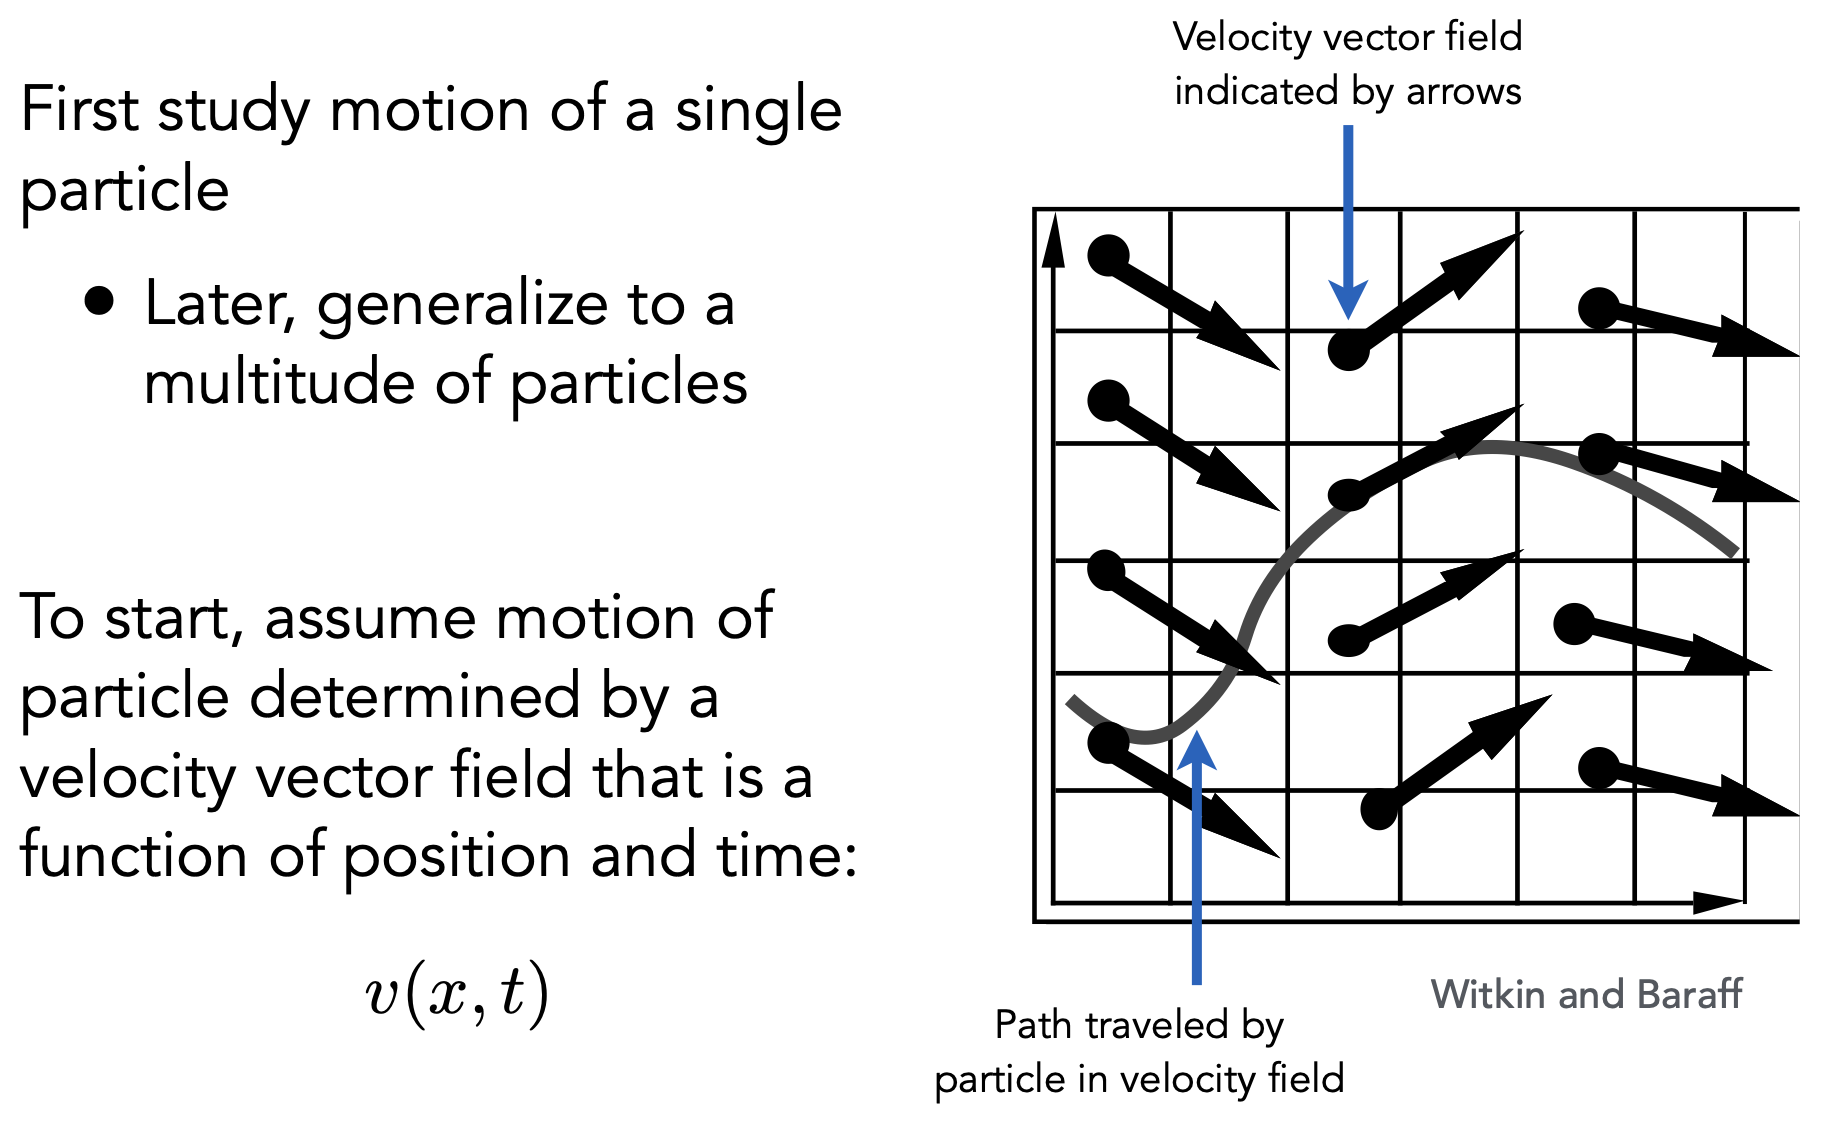 Velocity vector field
indicated by arrows
First study motion of a single
particle
• Later, generalize to a
multitude of particles
To start, assume motion of
particle determined by a
velocity vector field that is a
function of position and time:
v(x, t)
Witkin and Baraff
Path traveled by
particle in velocity field